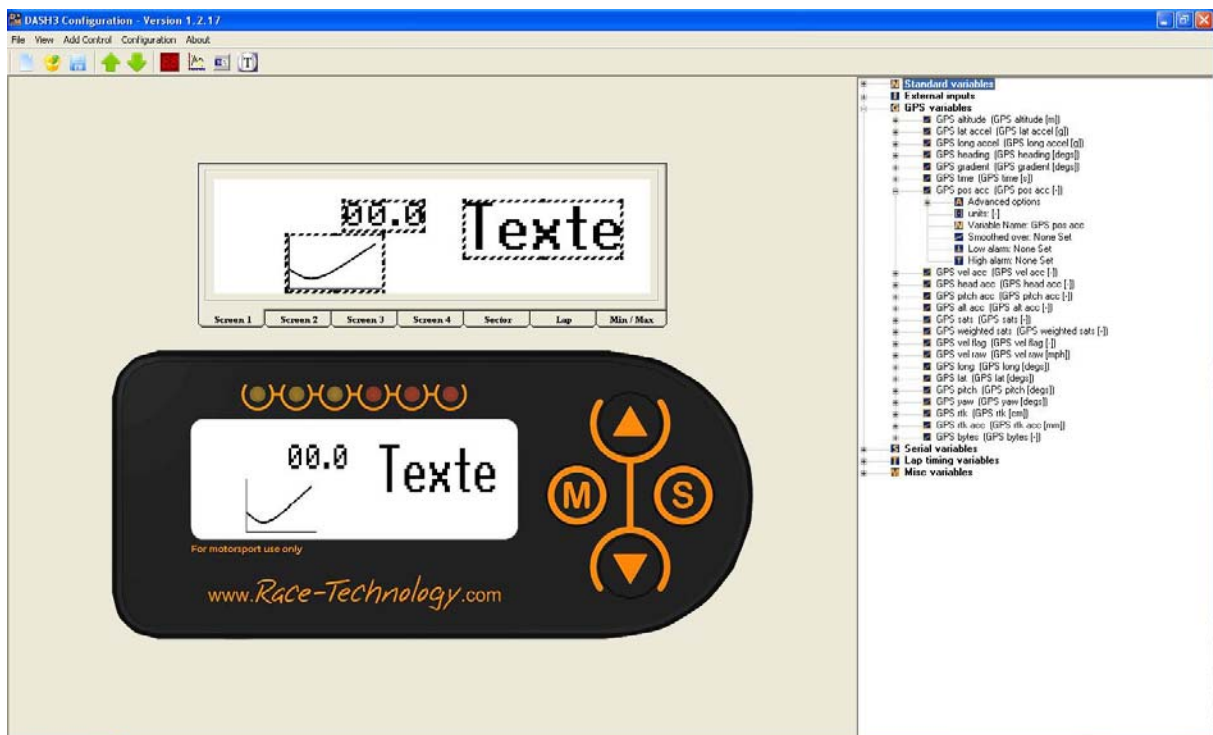 DASH3 Configuration - Version 1.2.17
File View Add Control Configuration About
T
00.0
Texte
Screen 1 Screen 2 Screen 3 Screen 4 Sector Lap Min / Max
00.0
Texte
M S
For motorsport use only
www.Race-Technology.com
Standard variables
External inputs
GPS variables
GPS altitude (GPS altitude [m])
GPS lat accel (GPS lat accel [g])
GPS long accel (GPS long accel [g])
GPS heading (GPS heading [degs])
GPS gradient (GPS gradient [degs])
GPS time (GPS time [s])
GPS pos acc (GPS pos acc [-])
Advanced options
units: [-]
Variable Name: GPS pos acc
Smoothed over: None Set
Low alarm: None Set
High alarm: None Set
GPS vel acc (GPS vel acc [-])
GPS head acc (GPS head acc [-])
GPS pitch acc (GPS pitch acc [-])
GPS alt acc (GPS alt acc [-])
GPS sats (GPS sats [-])
GPS weighted sats (GPS weighted sats [-])
GPS vel flag (GPS vel flag [-])
GPS vel raw (GPS vel raw [mph])
GPS long (GPS long [degs])
GPS lat (GPS lat [degs])
GPS pitch (GPS pitch [degs])
GPS yaw (GPS yaw [degs])
GPS rtk (GPS rtk [cm])
GPS rtk acc (GPS rtk acc [mm])
GPS bytes (GPS bytes [-])
Serial variables
Lap timing variables
Misc variables